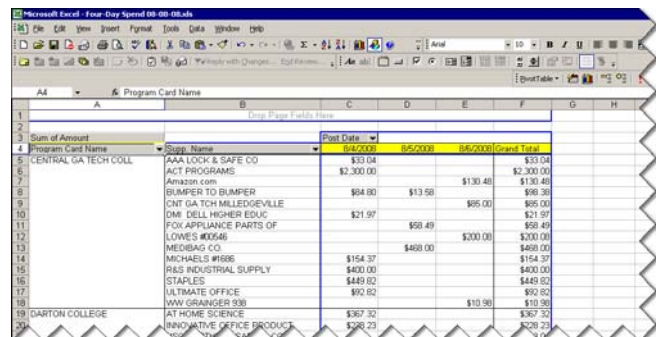 Microsoft Excel - Four-Day Spend 08-08-08.xls
File Edit View Insert Format Tools Data Window Help
Arial 10 B I U
Reply with Changes... End Review...
PivotTable
A4 fx Program Card Name
A B C D E F G H
1 Drop Page Fields Here
2
3 Sum of Amount Post Date
4 Program Card Name Supp. Name 8/4/2008 8/5/2008 8/6/2008 Grand Total
5 CENTRAL GA TECH COLL AAA LOCK & SAFE CO $33.04 $33.04
6 ACT PROGRAMS $2,300.00 $2,300.00
7 Amazon.com $130.48 $130.48
8 BUMPER TO BUMPER $84.80 $13.58 $98.38
9 CNT GA TCH MILLEDGEVILLE $85.00 $85.00
10 DMI DELL HIGHER EDUC $21.97 $21.97
11 FOX APPLIANCE PARTS OF $58.49 $58.49
12 LOWES #00546 $200.08 $200.08
13 MEDIBAG CO. $468.00 $468.00
14 MICHAELS #1686 $154.37 $154.37
15 R&S INDUSTRIAL SUPPLY $400.00 $400.00
16 STAPLES $449.82 $449.82
17 ULTIMATE OFFICE $92.82 $92.82
18 WW GRAINGER 938 $10.98 $10.98
19 DARTON COLLEGE AT HOME SCIENCE $367.32 $367.32
20 INNOVATIVE OFFICE PRODUCT $228.23 $228.23